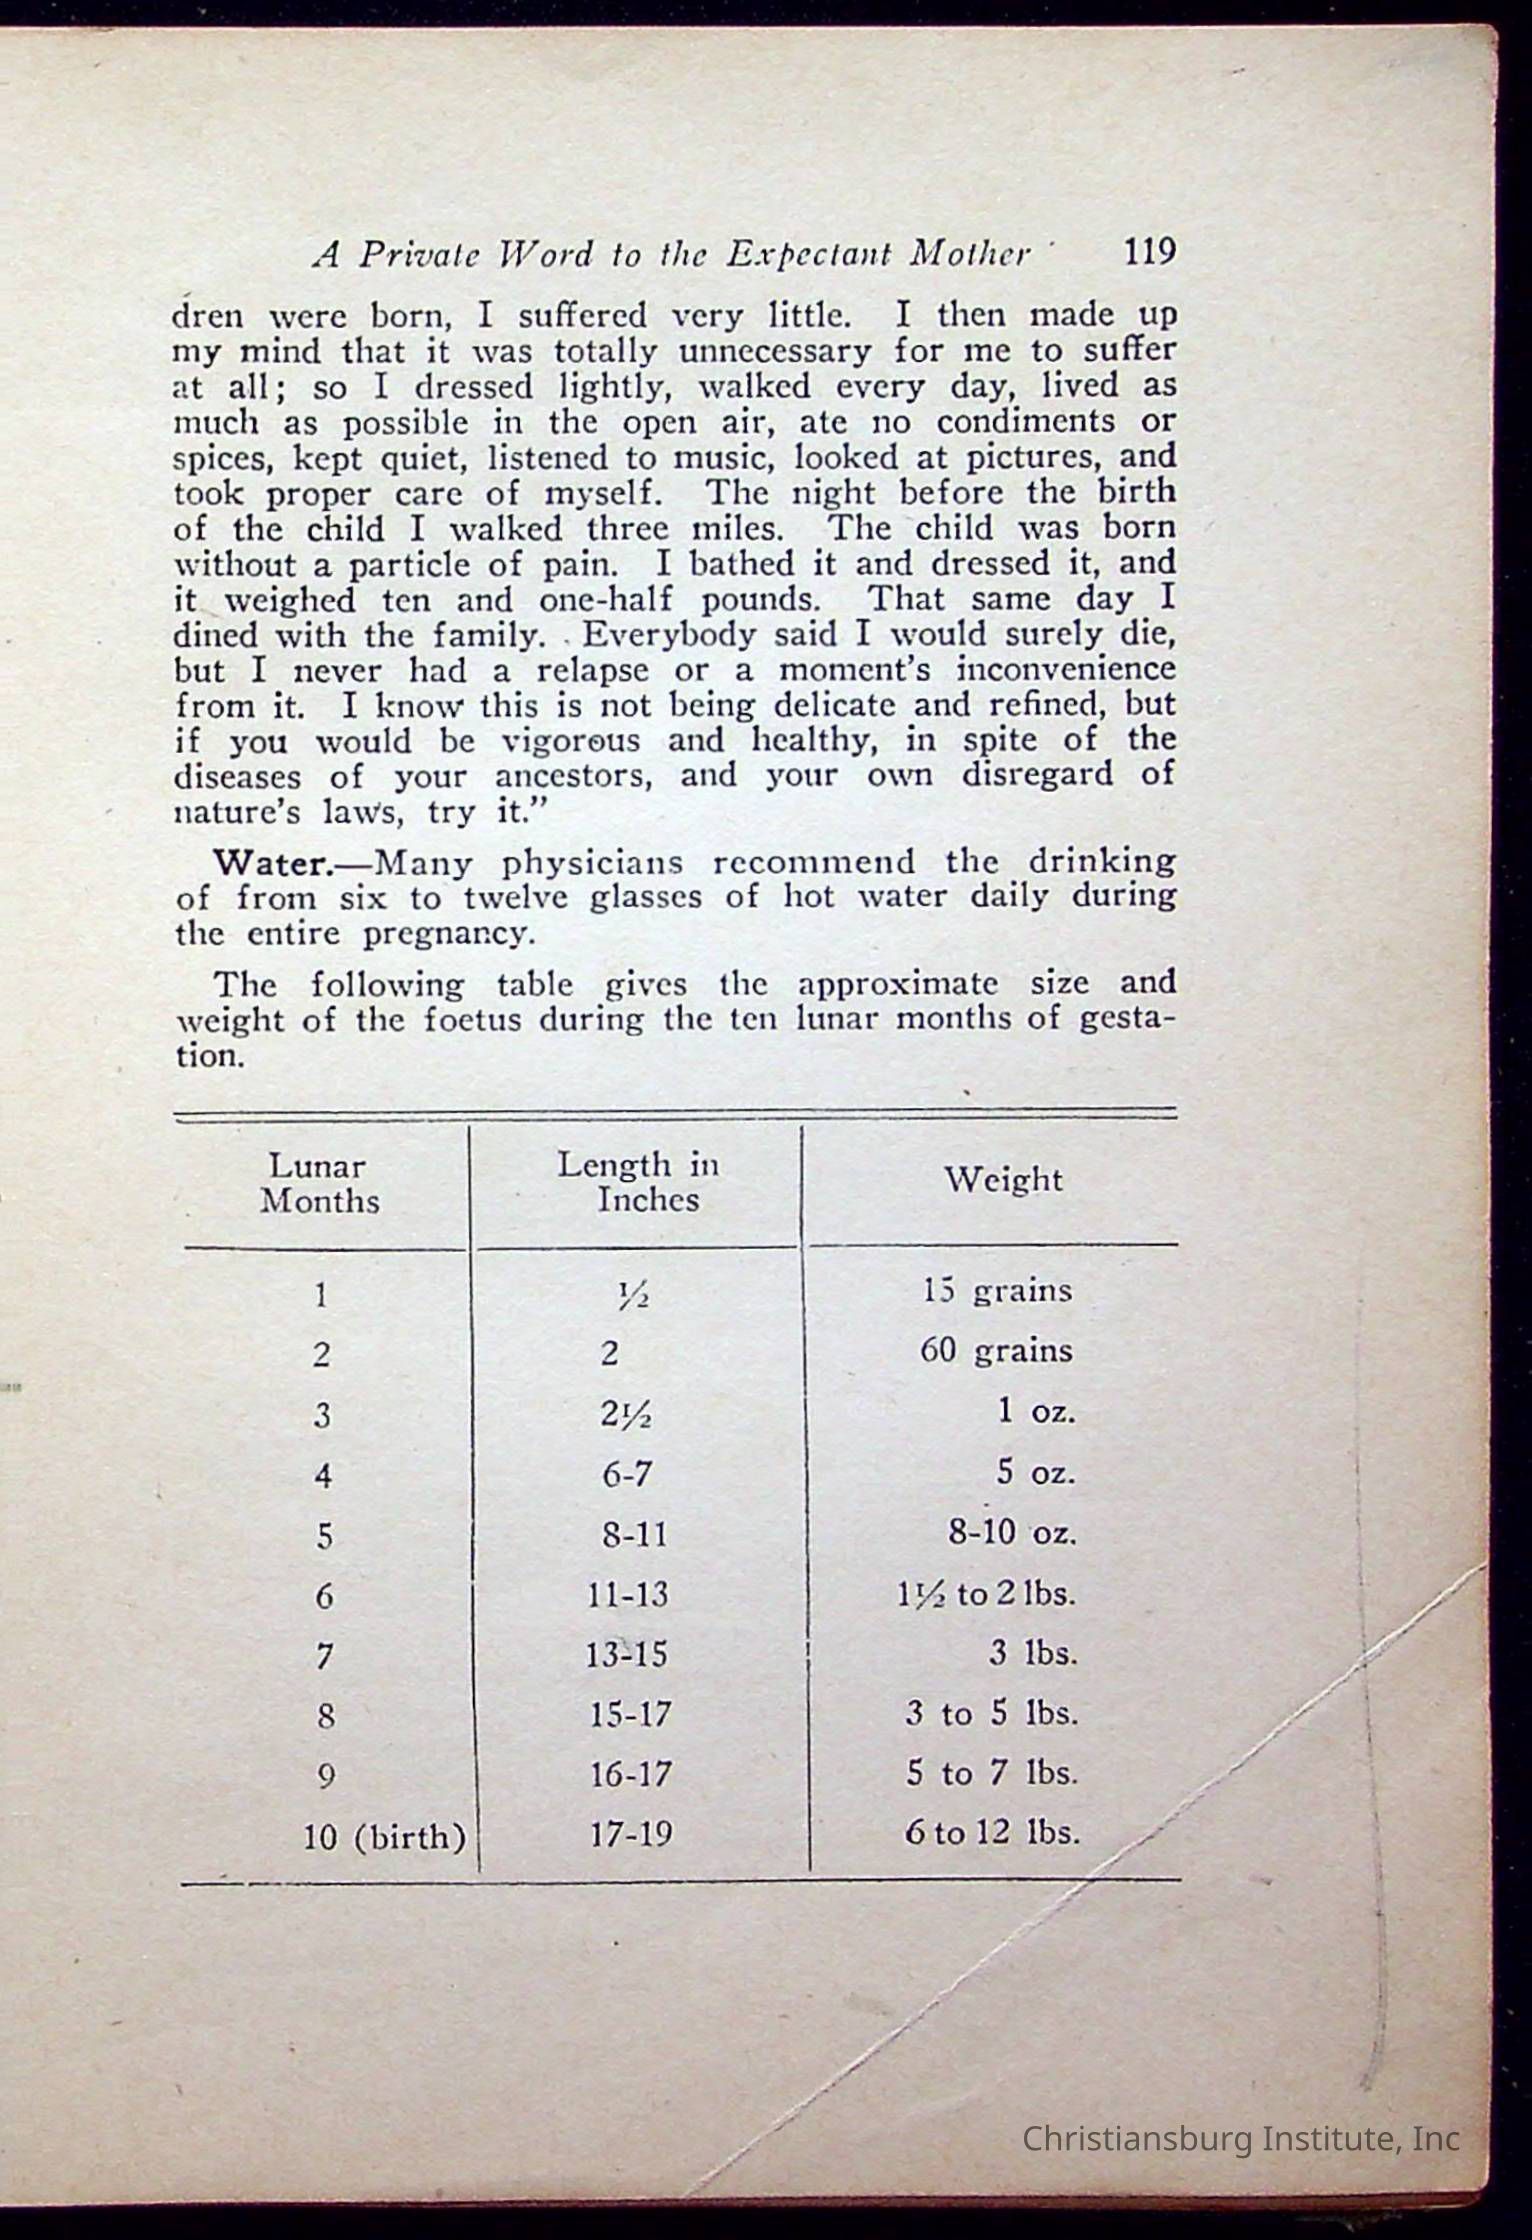 A Private Word to the Expectant Mother 119
dren were born, I suffered very little. I then made up
my mind that it was totally unnecessary for me to suffer
at all; so I dressed lightly, walked every day, lived as
much as possible in the open air, ate no condiments or
spices, kept quiet, listened to music, looked at pictures, and
took proper care of myself. The night before the birth
of the child I walked three miles. The child was born
without a particle of pain. I bathed it and dressed it, and
it weighed ten and one-half pounds. That same day I
dined with the family. Everybody said I would surely die,
but I never had a relapse or a moment's inconvenience
from it. I know this is not being delicate and refined, but
if you would be vigorous and healthy, in spite of the
diseases of your ancestors, and your own disregard of
nature's laws, try it."
Water.—Many physicians recommend the drinking
of from six to twelve glasses of hot water daily during
the entire pregnancy.
The following table gives the approximate size and
weight of the foetus during the ten lunar months of gesta-
tion.
Lunar Months Length in Inches Weight
1 ½ 15 grains
2 2 60 grains
3 2½ 1 oz.
4 6-7 5 oz.
5 8-11 8-10 oz.
6 11-13 1½ to 2 lbs.
7 13-15 3 lbs.
8 15-17 3 to 5 lbs.
9 16-17 5 to 7 lbs.
10 (birth) 17-19 6 to 12 lbs.
Christiansburg Institute, Inc